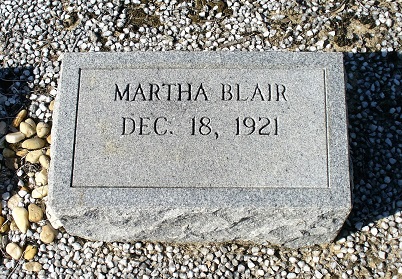 MARTHA BLAIR
DEC. 18, 1921